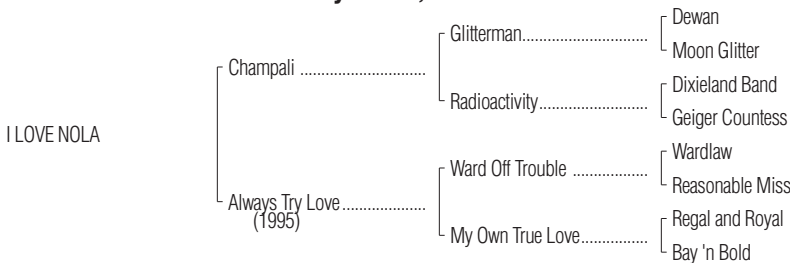 Dewan
Glitterman............................
Moon Glitter
Champali ............................
Dixieland Band
Radioactivity........................
Geiger Countess
I LOVE NOLA
Wardlaw
Ward Off Trouble .................
Reasonable Miss
Always Try Love...................
(1995)
Regal and Royal
My Own True Love...............
Bay 'n Bold